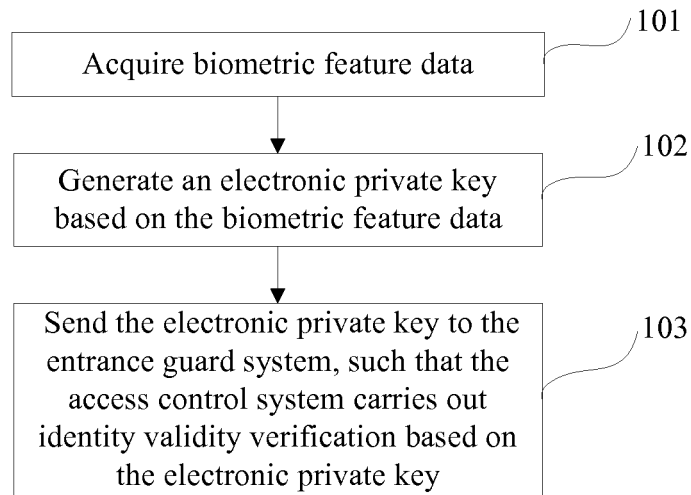 101
Acquire biometric feature data
102
Generate an electronic private key
based on the biometric feature data
103
Send the electronic private key to the
entrance guard system, such that the
access control system carries out
identity validity verification based on
the electronic private key